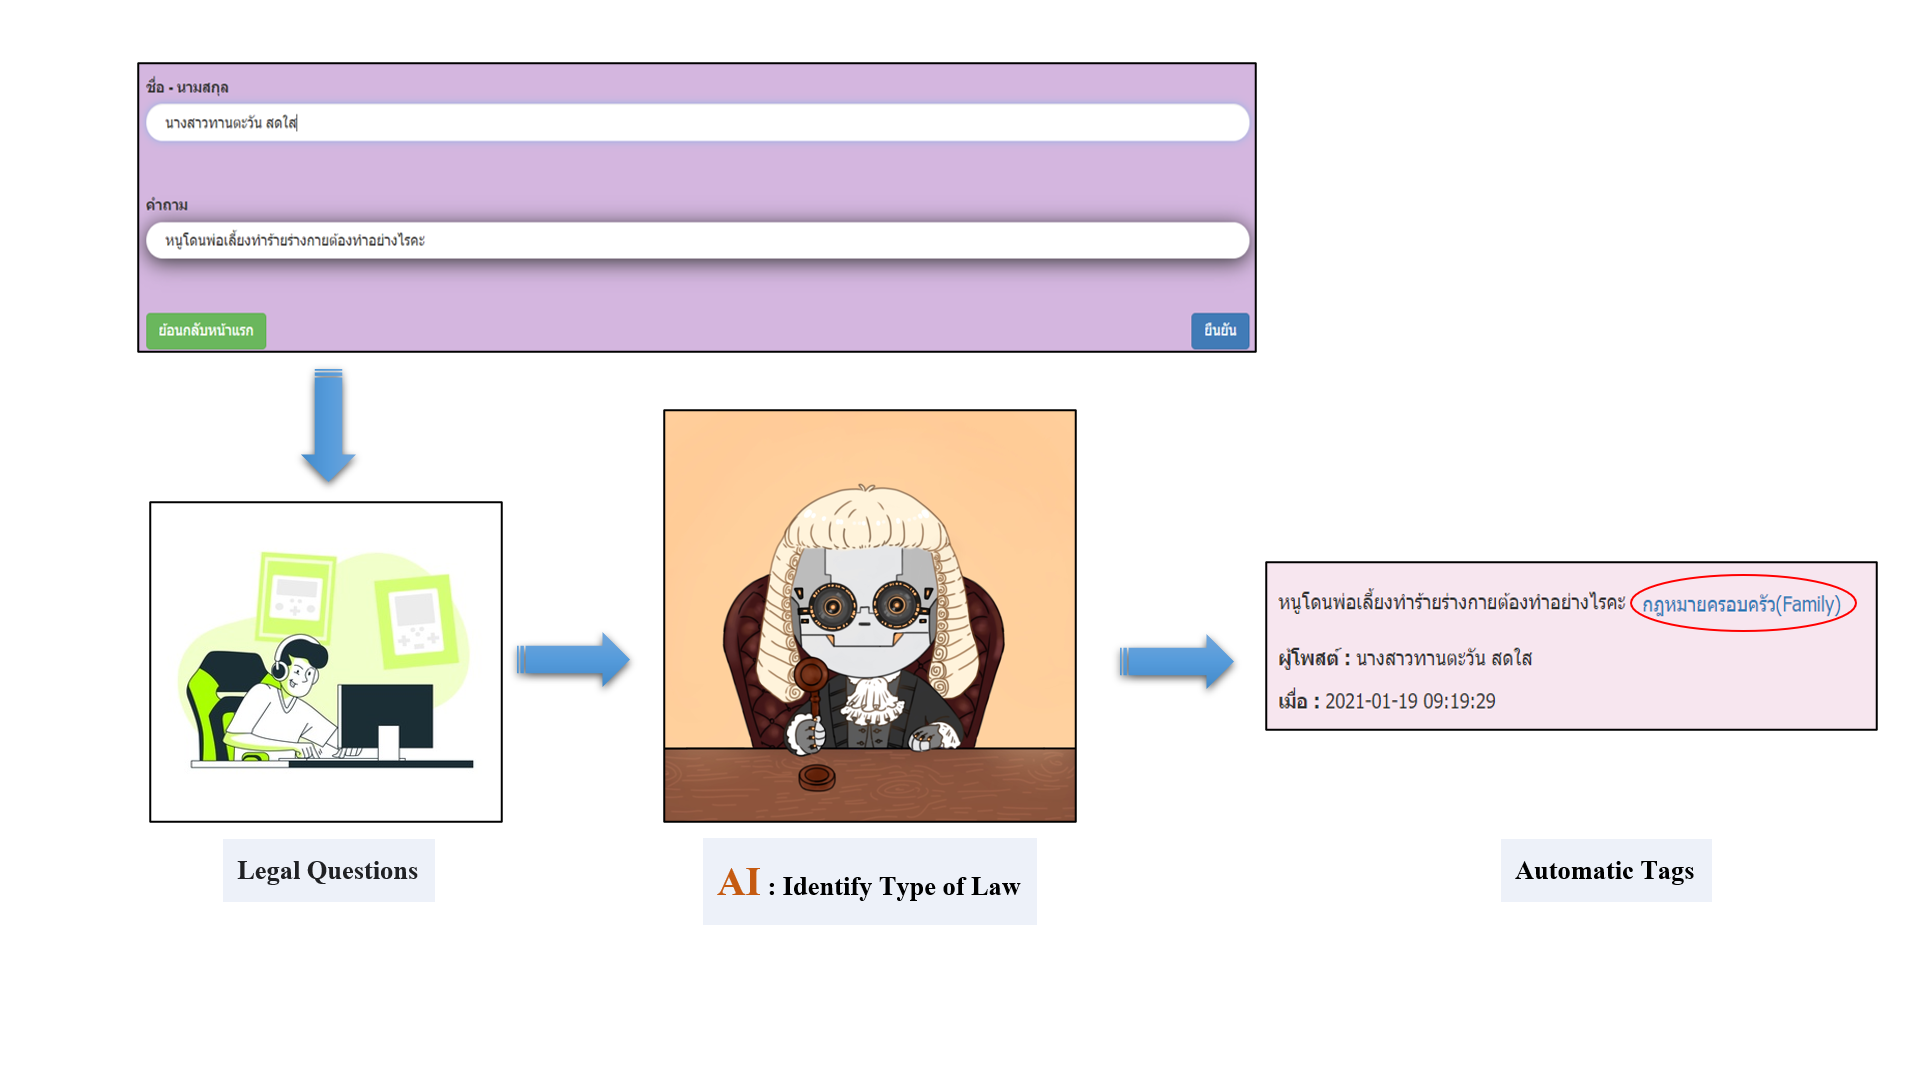 ชื่อ - นามสกุล
นางสาวทานตะวัน สดใส
คำถาม
หนูโดนพ่อเลี้ยงทำร้ายร่างกายต้องทำอย่างไรคะ
ย้อนกลับหน้าแรก
ยืนยัน
หนูโดนพ่อเลี้ยงทำร้ายร่างกายต้องทำอย่างไรคะ กฎหมายครอบครัว(Family)
ผู้โพสต์ : นางสาวทานตะวัน สดใส
เมื่อ : 2021-01-19 09:19:29
Legal Questions
AI : Identify Type of Law
Automatic Tags